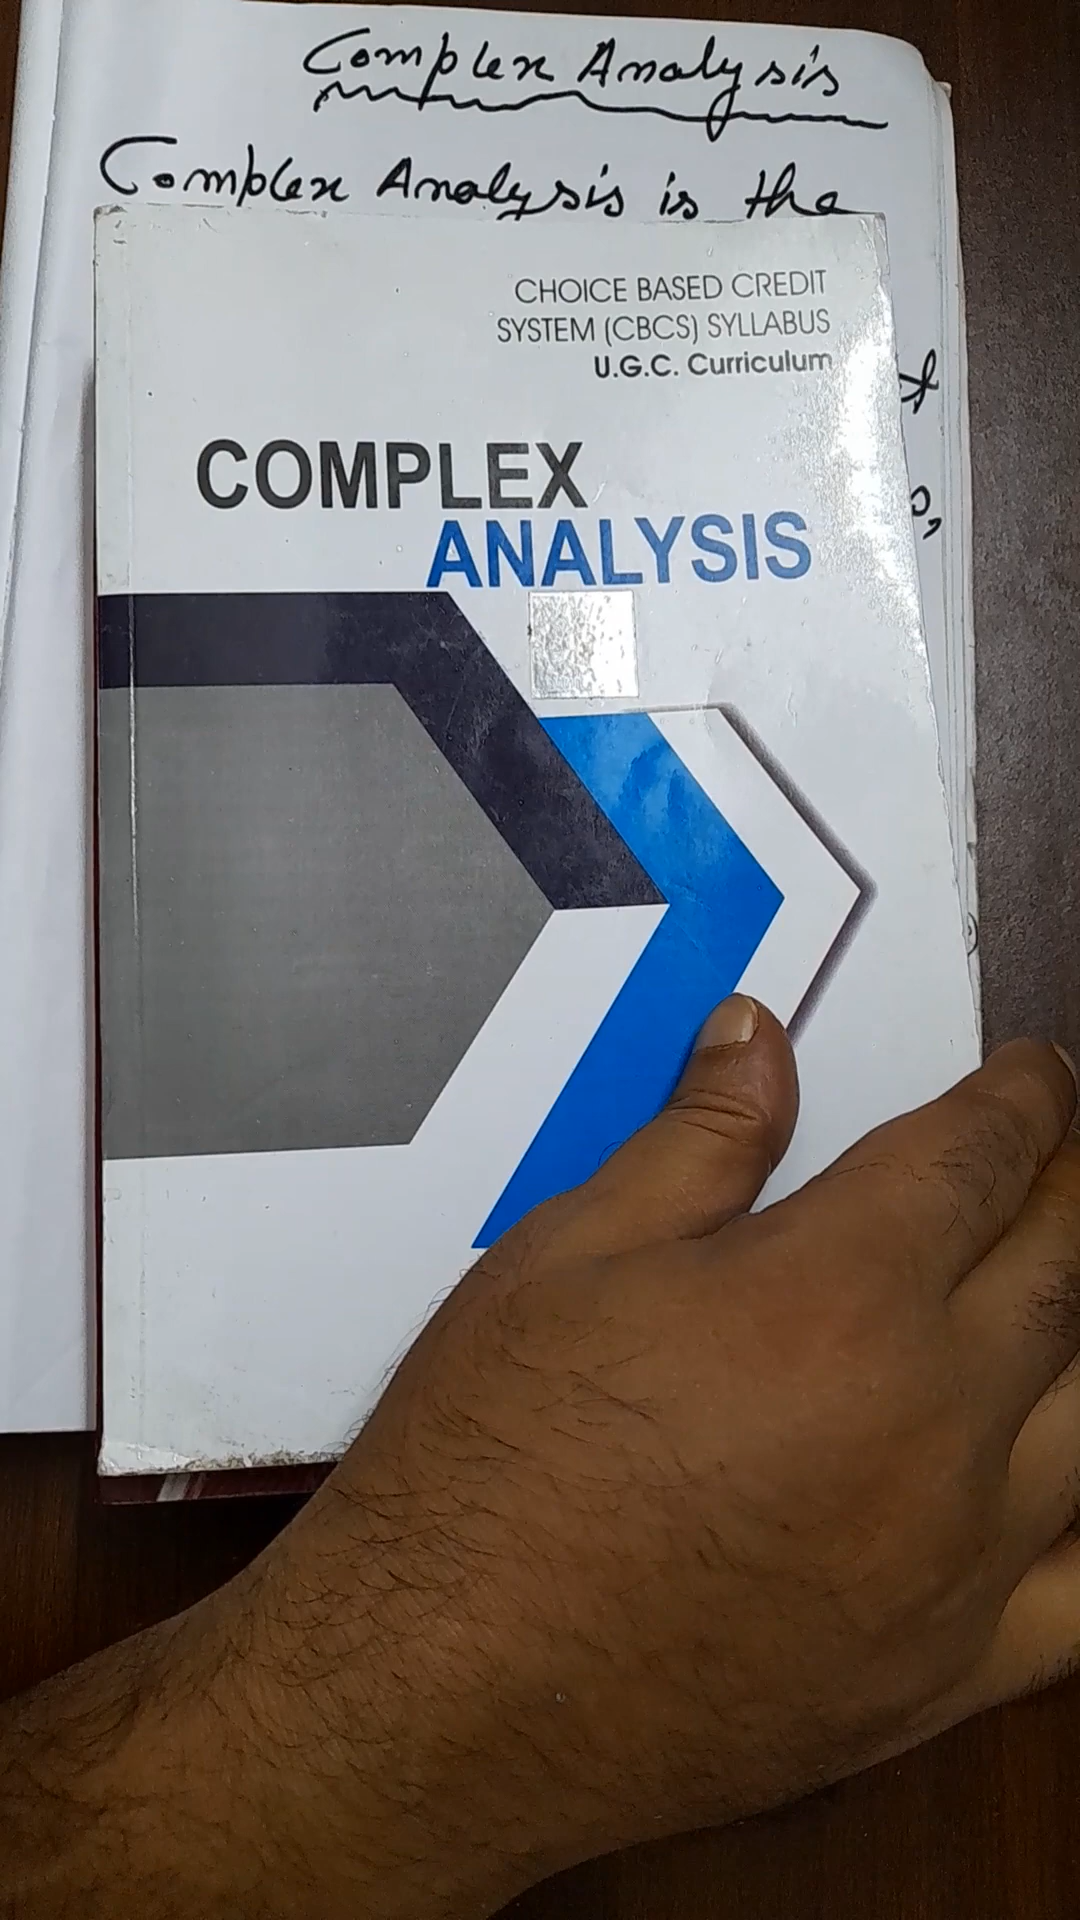 Complex Analysis
Complex Analysis is the
CHOICE BASED CREDIT
SYSTEM (CBCS) SYLLABUS
U.G.C. Curriculum
COMPLEX
ANALYSIS